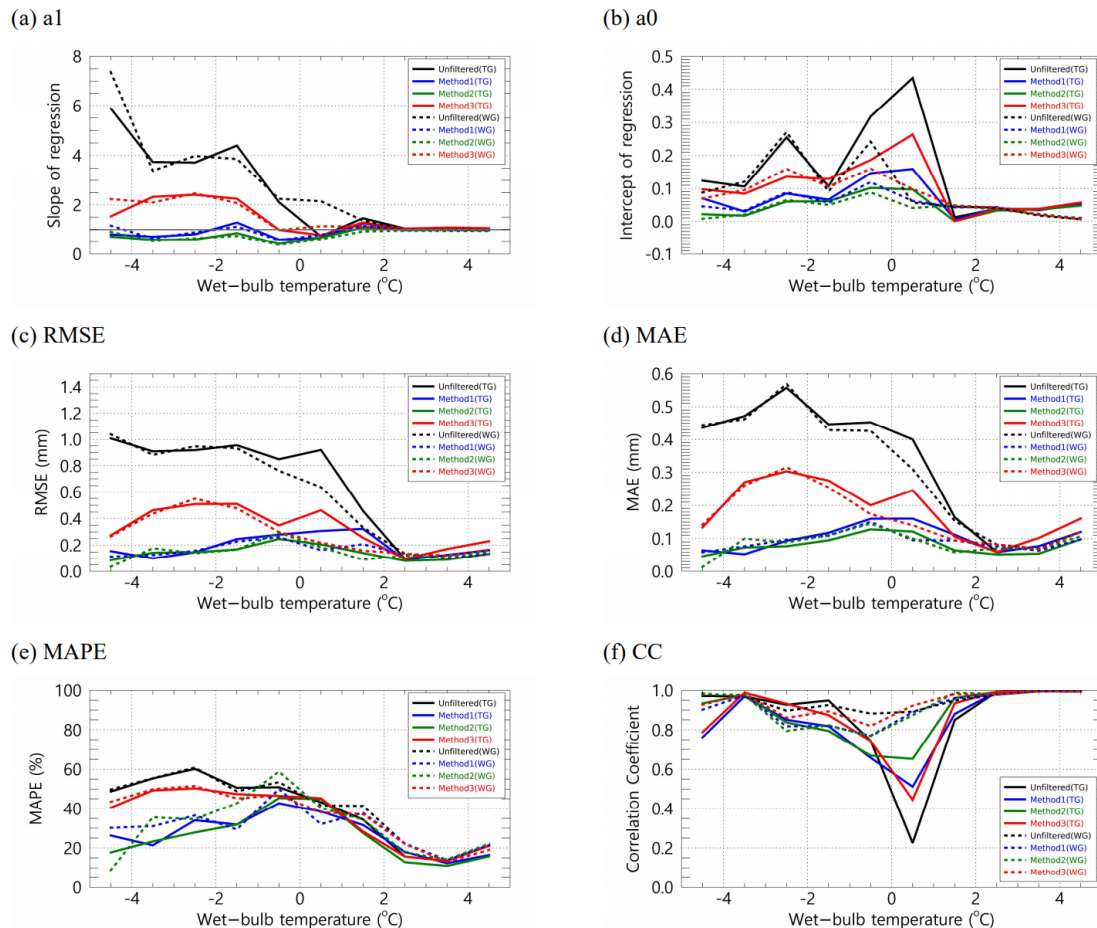 (a) a1
Slope of regression
8
6
4
2
0
-4
-2
0
2
4
Wet−bulb temperature (°C)
Unfiltered(TG)
Method1(TG)
Method2(TG)
Method3(TG)
Unfiltered(WG)
Method1(WG)
Method2(WG)
Method3(WG)
(b) a0
Intercept of regression
0.5
0.4
0.3
0.2
0.1
0.0
-0.1
-4
-2
0
2
4
Wet−bulb temperature (°C)
Unfiltered(TG)
Method1(TG)
Method2(TG)
Method3(TG)
Unfiltered(WG)
Method1(WG)
Method2(WG)
Method3(WG)
(c) RMSE
RMSE (mm)
1.4
1.2
1.0
0.8
0.6
0.4
0.2
0.0
-4
-2
0
2
4
Wet−bulb temperature (°C)
Unfiltered(TG)
Method1(TG)
Method2(TG)
Method3(TG)
Unfiltered(WG)
Method1(WG)
Method2(WG)
Method3(WG)
(d) MAE
MAE (mm)
0.6
0.5
0.4
0.3
0.2
0.1
0.0
-4
-2
0
2
4
Wet−bulb temperature (°C)
Unfiltered(TG)
Method1(TG)
Method2(TG)
Method3(TG)
Unfiltered(WG)
Method1(WG)
Method2(WG)
Method3(WG)
(e) MAPE
MAPE (%)
100
80
60
40
20
0
-4
-2
0
2
4
Wet−bulb temperature (°C)
Unfiltered(TG)
Method1(TG)
Method2(TG)
Method3(TG)
Unfiltered(WG)
Method1(WG)
Method2(WG)
Method3(WG)
(f) CC
Correlation Coefficient
1.0
0.8
0.6
0.4
0.2
0.0
-4
-2
0
2
4
Wet−bulb temperature (°C)
Unfiltered(TG)
Method1(TG)
Method2(TG)
Method3(TG)
Unfiltered(WG)
Method1(WG)
Method2(WG)
Method3(WG)